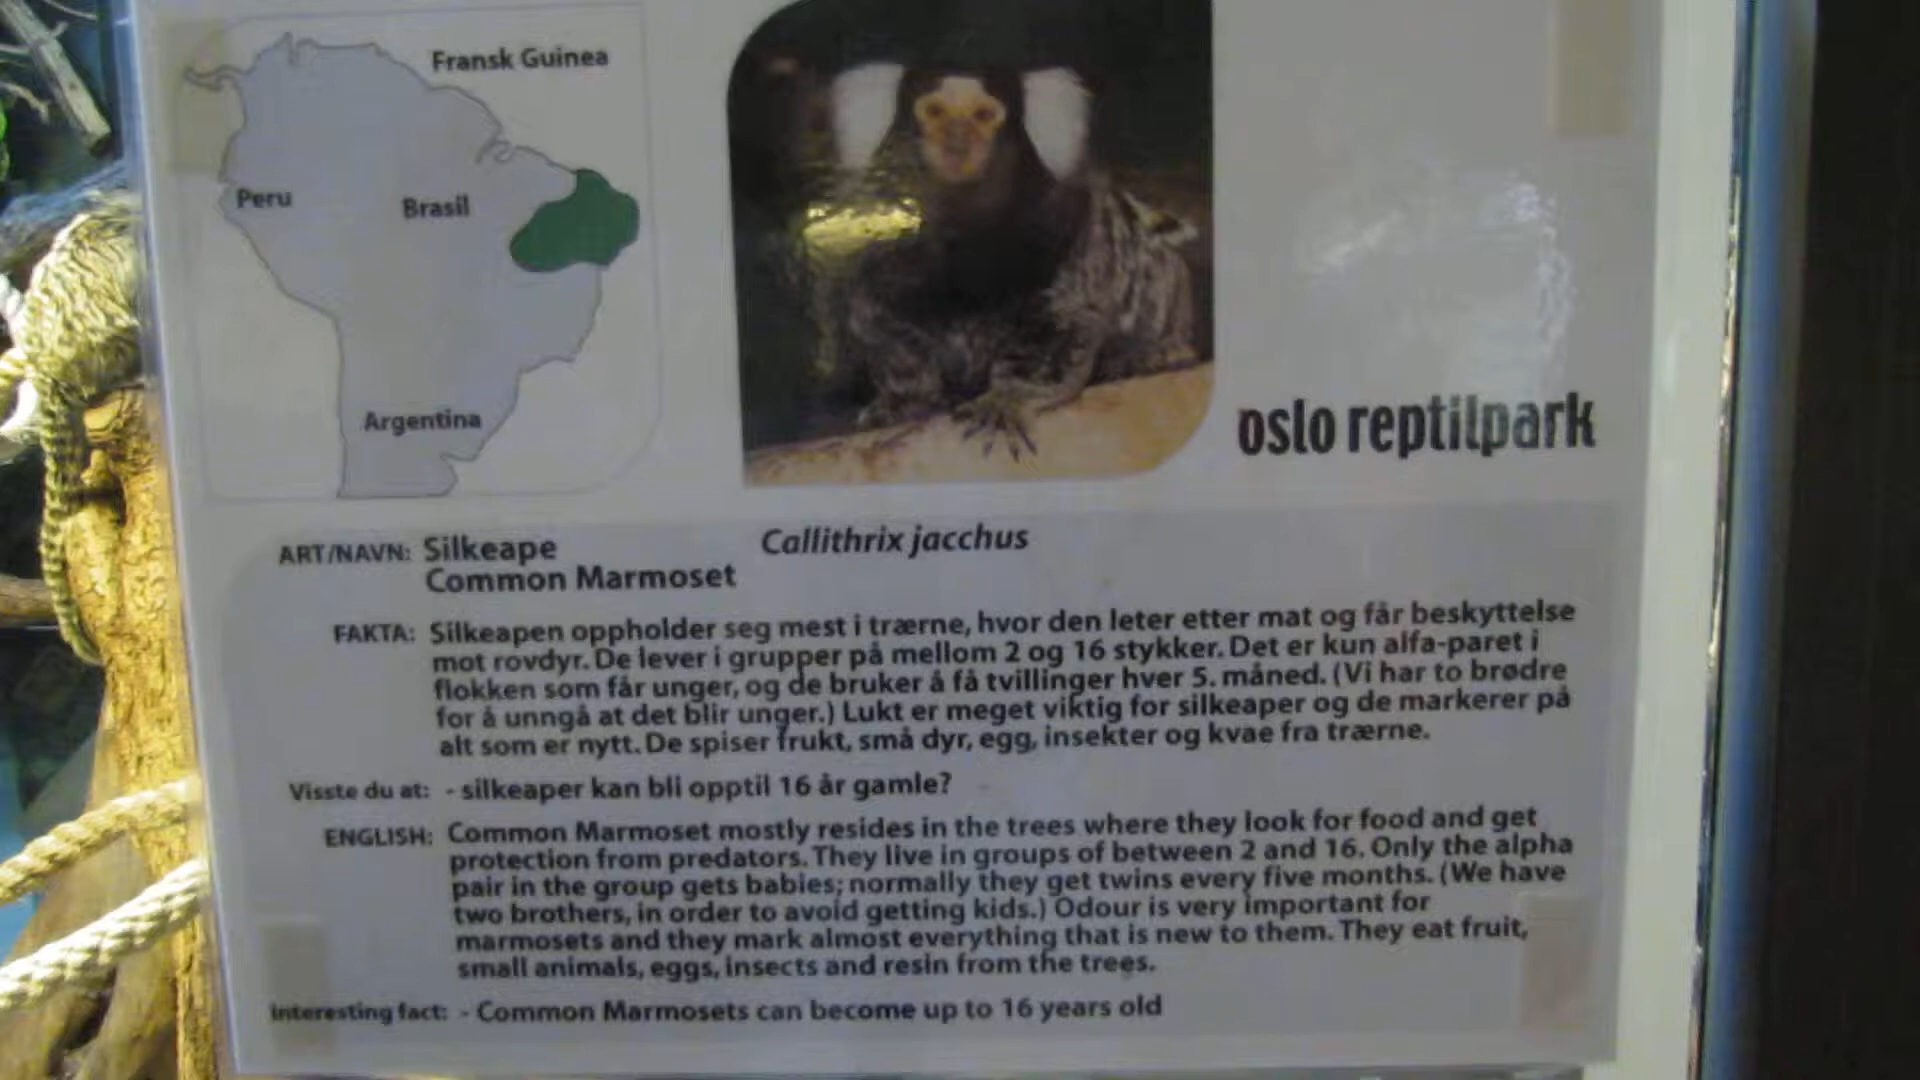 Fransk Guinea
Peru
Brasil
Argentina
oslo reptilpark
ART/NAVN: Silkeape Callithrix jacchus
Common Marmoset
FAKTA: Silkeapen oppholder seg mest i trærne, hvor den leter etter mat og får beskyttelse
mot rovdyr. De lever i grupper på mellom 2 og 16 stykker. Det er kun alfa-paret i
flokken som får unger, og de bruker å få tvillinger hver 5. måned. (Vi har to brødre
for å unngå at det blir unger.) Lukt er meget viktig for silkeaper og de markerer på
alt som er nytt. De spiser frukt, små dyr, egg, insekter og kvae fra trærne.
Visste du at: - silkeaper kan bli opptil 16 år gamle?
ENGLISH: Common Marmoset mostly resides in the trees where they look for food and get
protection from predators. They live in groups of between 2 and 16. Only the alpha
pair in the group gets babies; normally they get twins every five months. (We have
two brothers, in order to avoid getting kids.) Odour is very important for
marmosets and they mark almost everything that is new to them. They eat fruit,
small animals, eggs, insects and resin from the trees.
Interesting fact: - Common Marmosets can become up to 16 years old